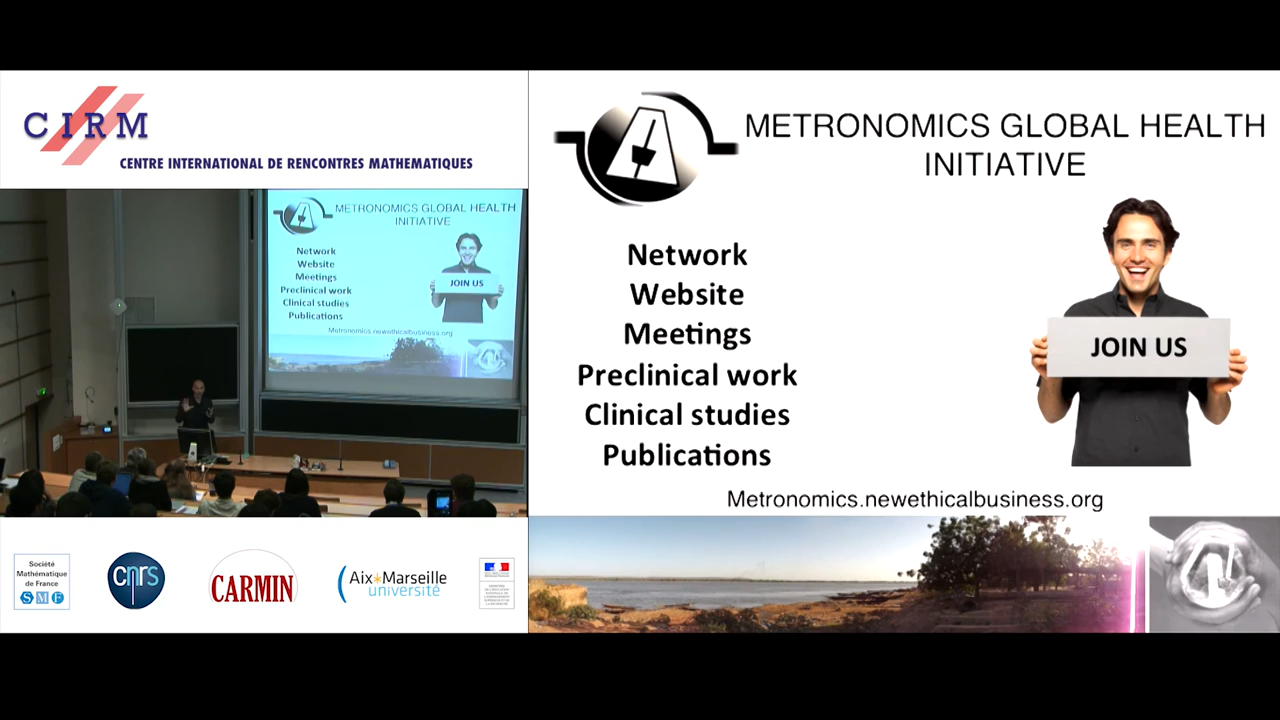 CIRM
CENTRE INTERNATIONAL DE RENCONTRES MATHEMATIQUES
METRONOMICS GLOBAL HEALTH
INITIATIVE
Network
Website
Meetings
Preclinical work
Clinical studies
Publications
JOIN US
Metronomics.newethicalbusiness.org
METRONOMICS GLOBAL HEALTH
INITIATIVE
Network
Website
Meetings
Preclinical work
Clinical studies
Publications
JOIN US
Metronomics.newethicalbusiness.org
Société
Mathématique
de France
SMF
cnrs
CARMIN
Aix*Marseille
université